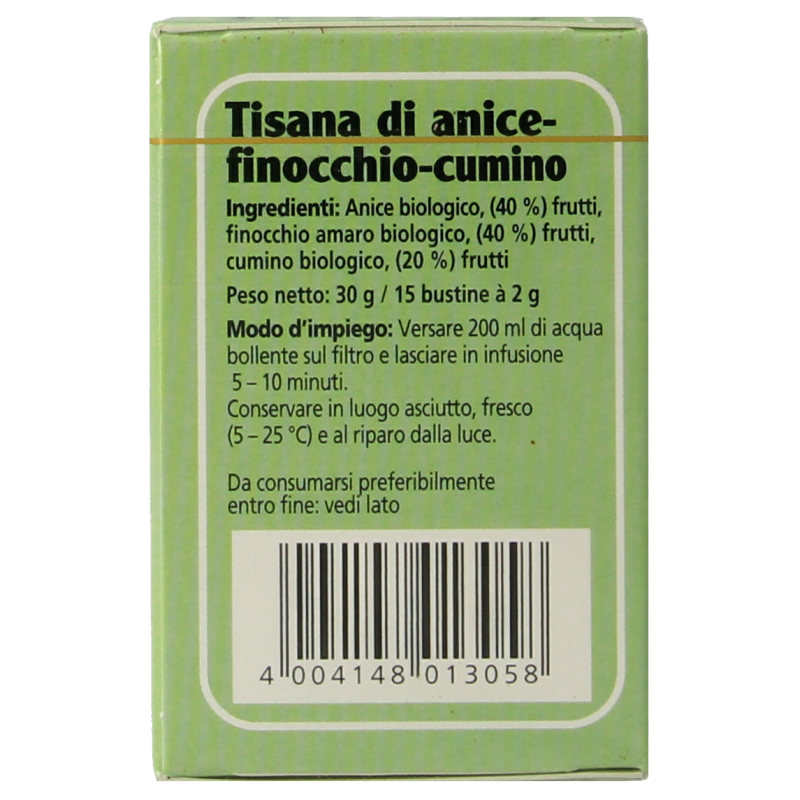 Tisana di anice-
finocchio-cumino
Ingredienti: Anice biologico, (40 %) frutti,
finocchio amaro biologico, (40 %) frutti,
cumino biologico, (20 %) frutti
Peso netto: 30 g / 15 bustine à 2 g
Modo d'impiego: Versare 200 ml di acqua
bollente sul filtro e lasciare in infusione
5 – 10 minuti.
Conservare in luogo asciutto, fresco
(5 – 25 °C) e al riparo dalla luce.
Da consumarsi preferibilmente
entro fine: vedi lato
4 004148 013058